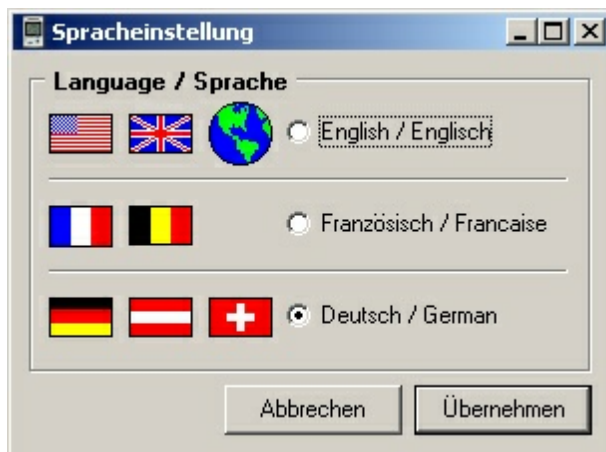 Spracheinstellung
Language / Sprache
English / Englisch
Französisch / Francaise
Deutsch / German
Abbrechen Übernehmen